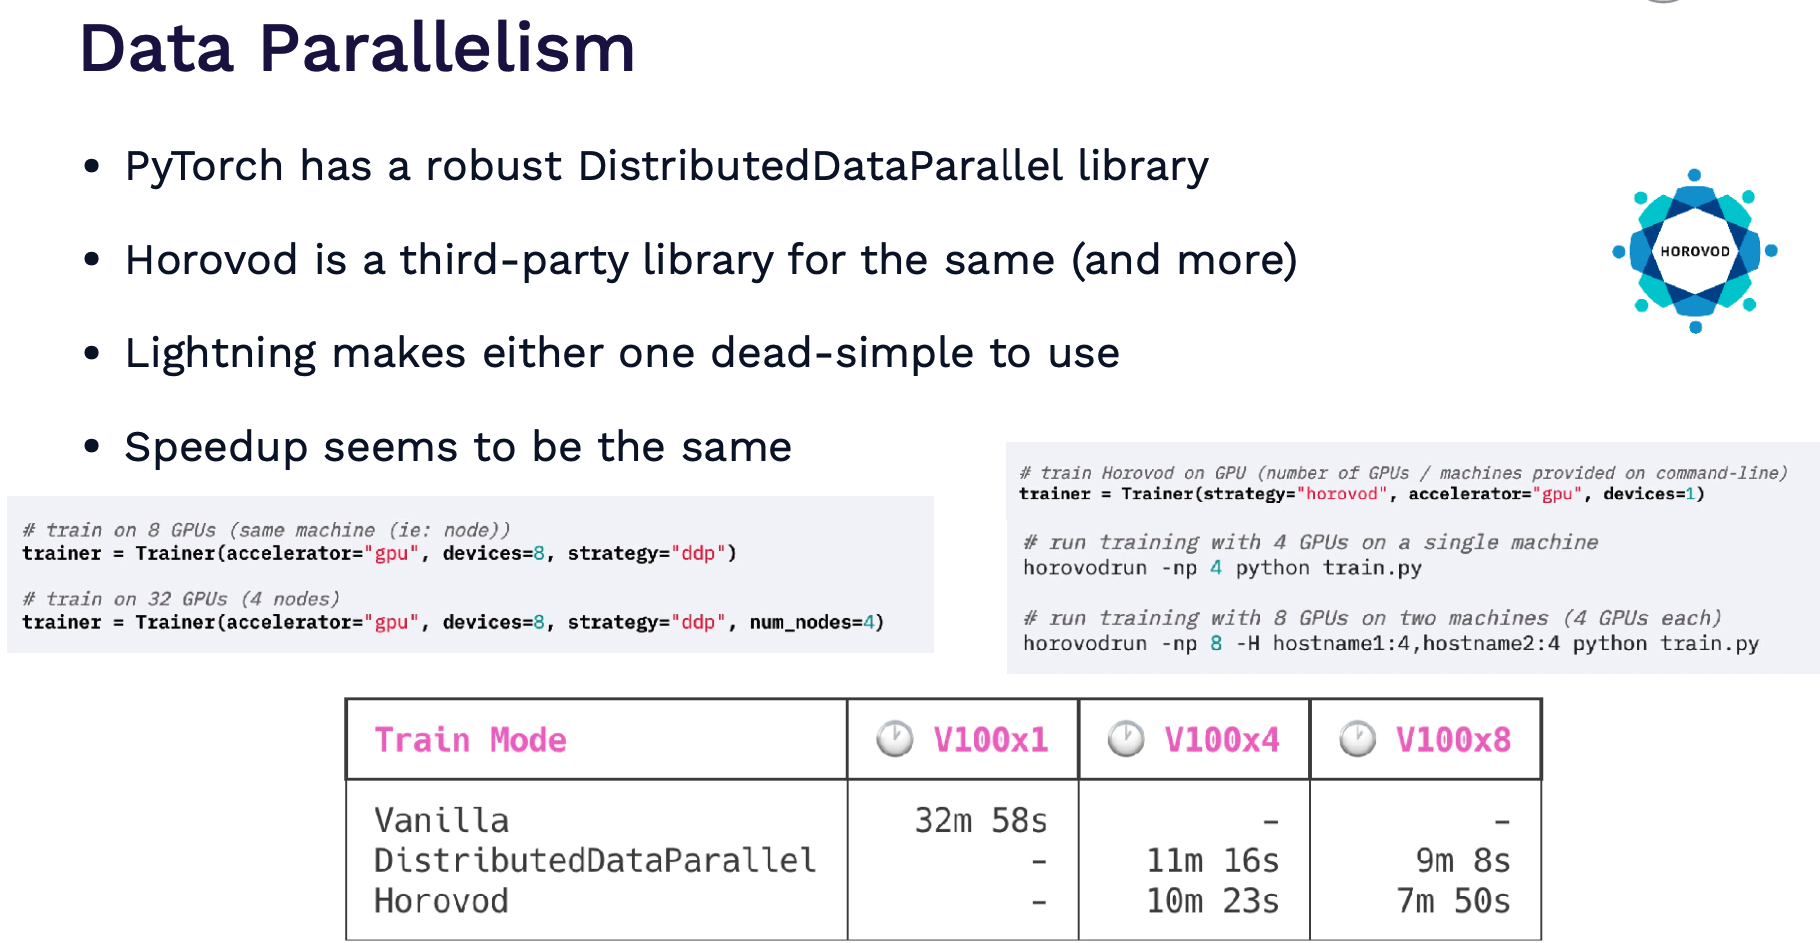 Data Parallelism
• PyTorch has a robust DistributedDataParallel library
• Horovod is a third-party library for the same (and more)
• Lightning makes either one dead-simple to use
• Speedup seems to be the same
HOROVOD
# train on 8 GPUs (same machine (ie: node))
trainer = Trainer(accelerator="gpu", devices=8, strategy="ddp")
# train on 32 GPUs (4 nodes)
trainer = Trainer(accelerator="gpu", devices=8, strategy="ddp", num_nodes=4)
# train Horovod on GPU (number of GPUs / machines provided on command-line)
trainer = Trainer(strategy="horovod", accelerator="gpu", devices=1)
# run training with 4 GPUs on a single machine
horovodrun -np 4 python train.py
# run training with 8 GPUs on two machines (4 GPUs each)
horovodrun -np 8 -H hostname1:4,hostname2:4 python train.py
Train Mode V100x1 V100x4 V100x8
Vanilla 32m 58s – –
DistributedDataParallel – 11m 16s 9m 8s
Horovod – 10m 23s 7m 50s